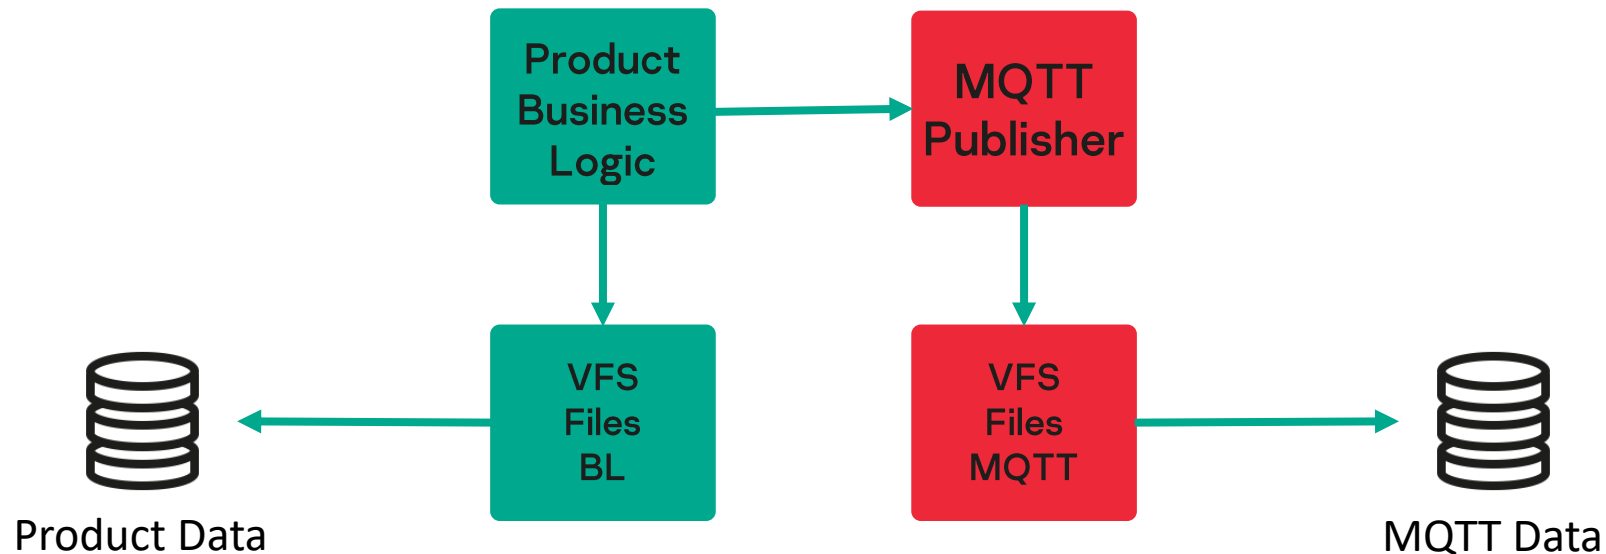 Product
Business
Logic
MQTT
Publisher
VFS
Files
BL
VFS
Files
MQTT
Product Data
MQTT Data